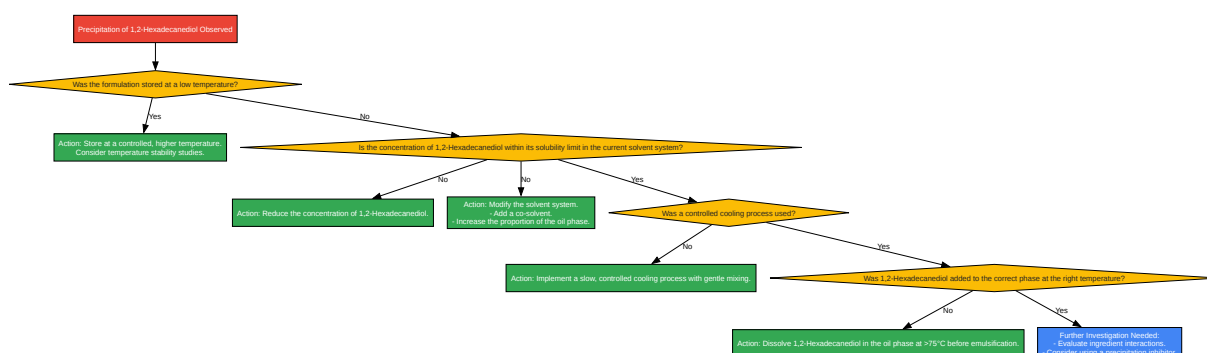 Precipitation of 1,2-Hexadecanediol Observed
Was the formulation stored at a low temperature?
Yes
No
Action: Store at a controlled, higher temperature.
Consider temperature stability studies.
Is the concentration of 1,2-Hexadecanediol within its solubility limit in the current solvent system?
No
No
Yes
Action: Reduce the concentration of 1,2-Hexadecanediol.
Action: Modify the solvent system.
- Add a co-solvent.
- Increase the proportion of the oil phase.
Was a controlled cooling process used?
No
Yes
Action: Implement a slow, controlled cooling process with gentle mixing.
Was 1,2-Hexadecanediol added to the correct phase at the right temperature?
No
Yes
Action: Dissolve 1,2-Hexadecanediol in the oil phase at >75°C before emulsification.
Further Investigation Needed:
- Evaluate ingredient interactions.
- Consider using a precipitation inhibitor.